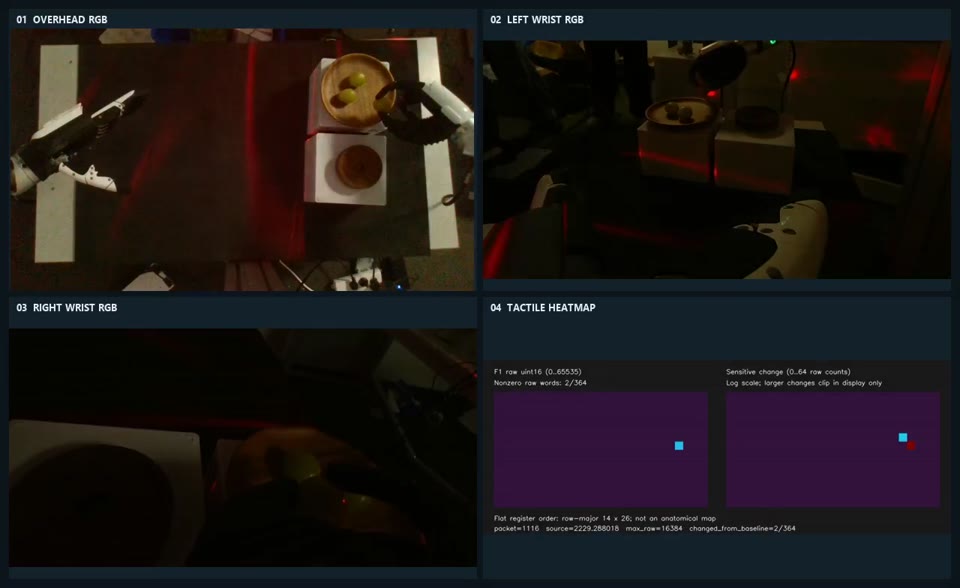 01 OVERHEAD RGB
02 LEFT WRIST RGB
03 RIGHT WRIST RGB
04 TACTILE HEATMAP
F1 raw uint16 (0..65535)
Nonzero raw words: 2/364
Sensitive change (0..64 raw counts)
Log scale; larger changes clip in display only
Flat register order: row-major 14 x 26; not an anatomical map
packet=1116 source=2229.288018 max_raw=16384 changed_from_baseline=2/364